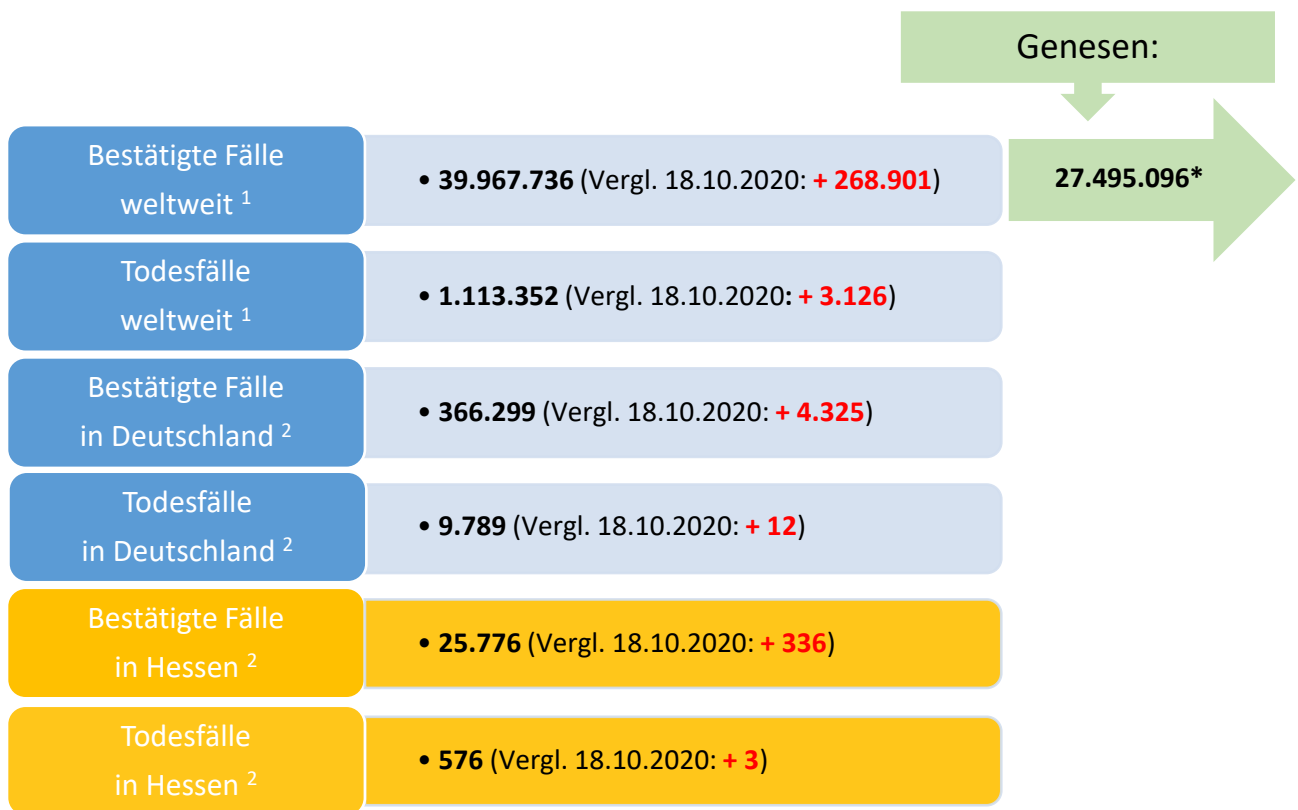 Genesen:
Bestätigte Fälle
weltweit ¹
• 39.967.736 (Vergl. 18.10.2020: + 268.901)
27.495.096*
Todesfälle
weltweit ¹
• 1.113.352 (Vergl. 18.10.2020: + 3.126)
Bestätigte Fälle
in Deutschland ²
• 366.299 (Vergl. 18.10.2020: + 4.325)
Todesfälle
in Deutschland ²
• 9.789 (Vergl. 18.10.2020: + 12)
Bestätigte Fälle
in Hessen ²
• 25.776 (Vergl. 18.10.2020: + 336)
Todesfälle
in Hessen ²
• 576 (Vergl. 18.10.2020: + 3)